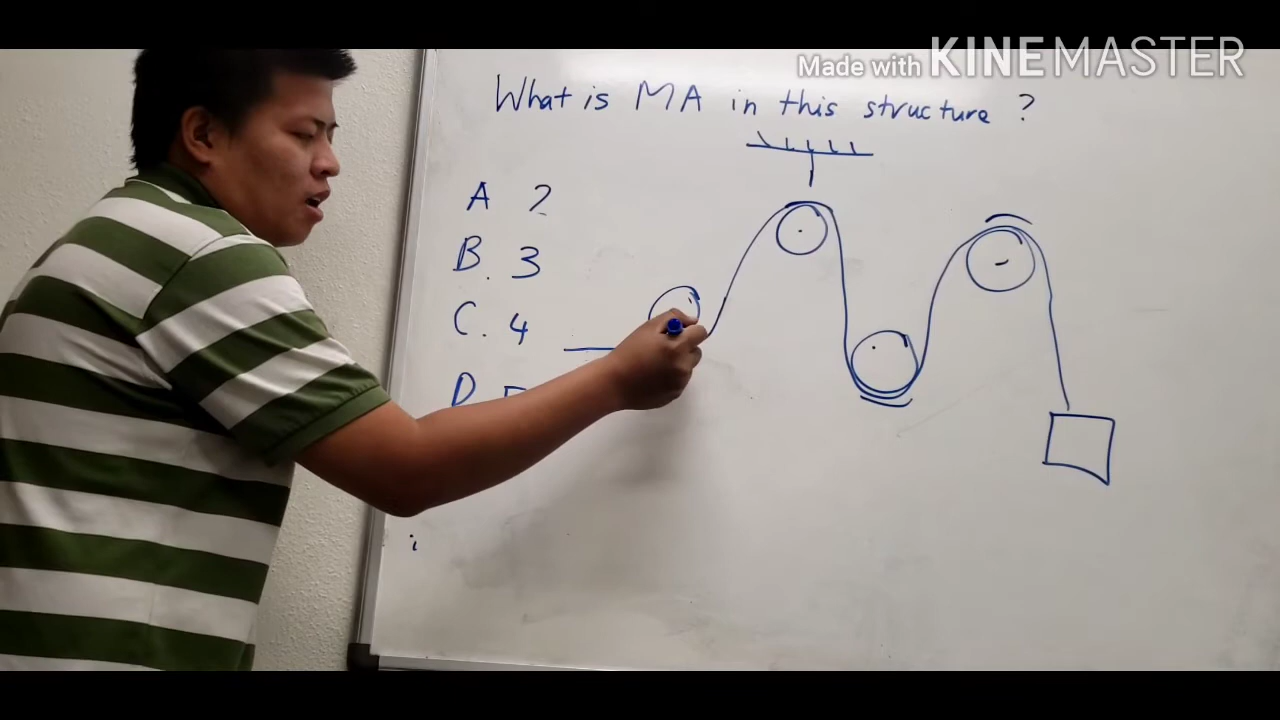 Made with KINEMASTER
What is MA in this structure ?
A 2
B. 3
C. 4
D